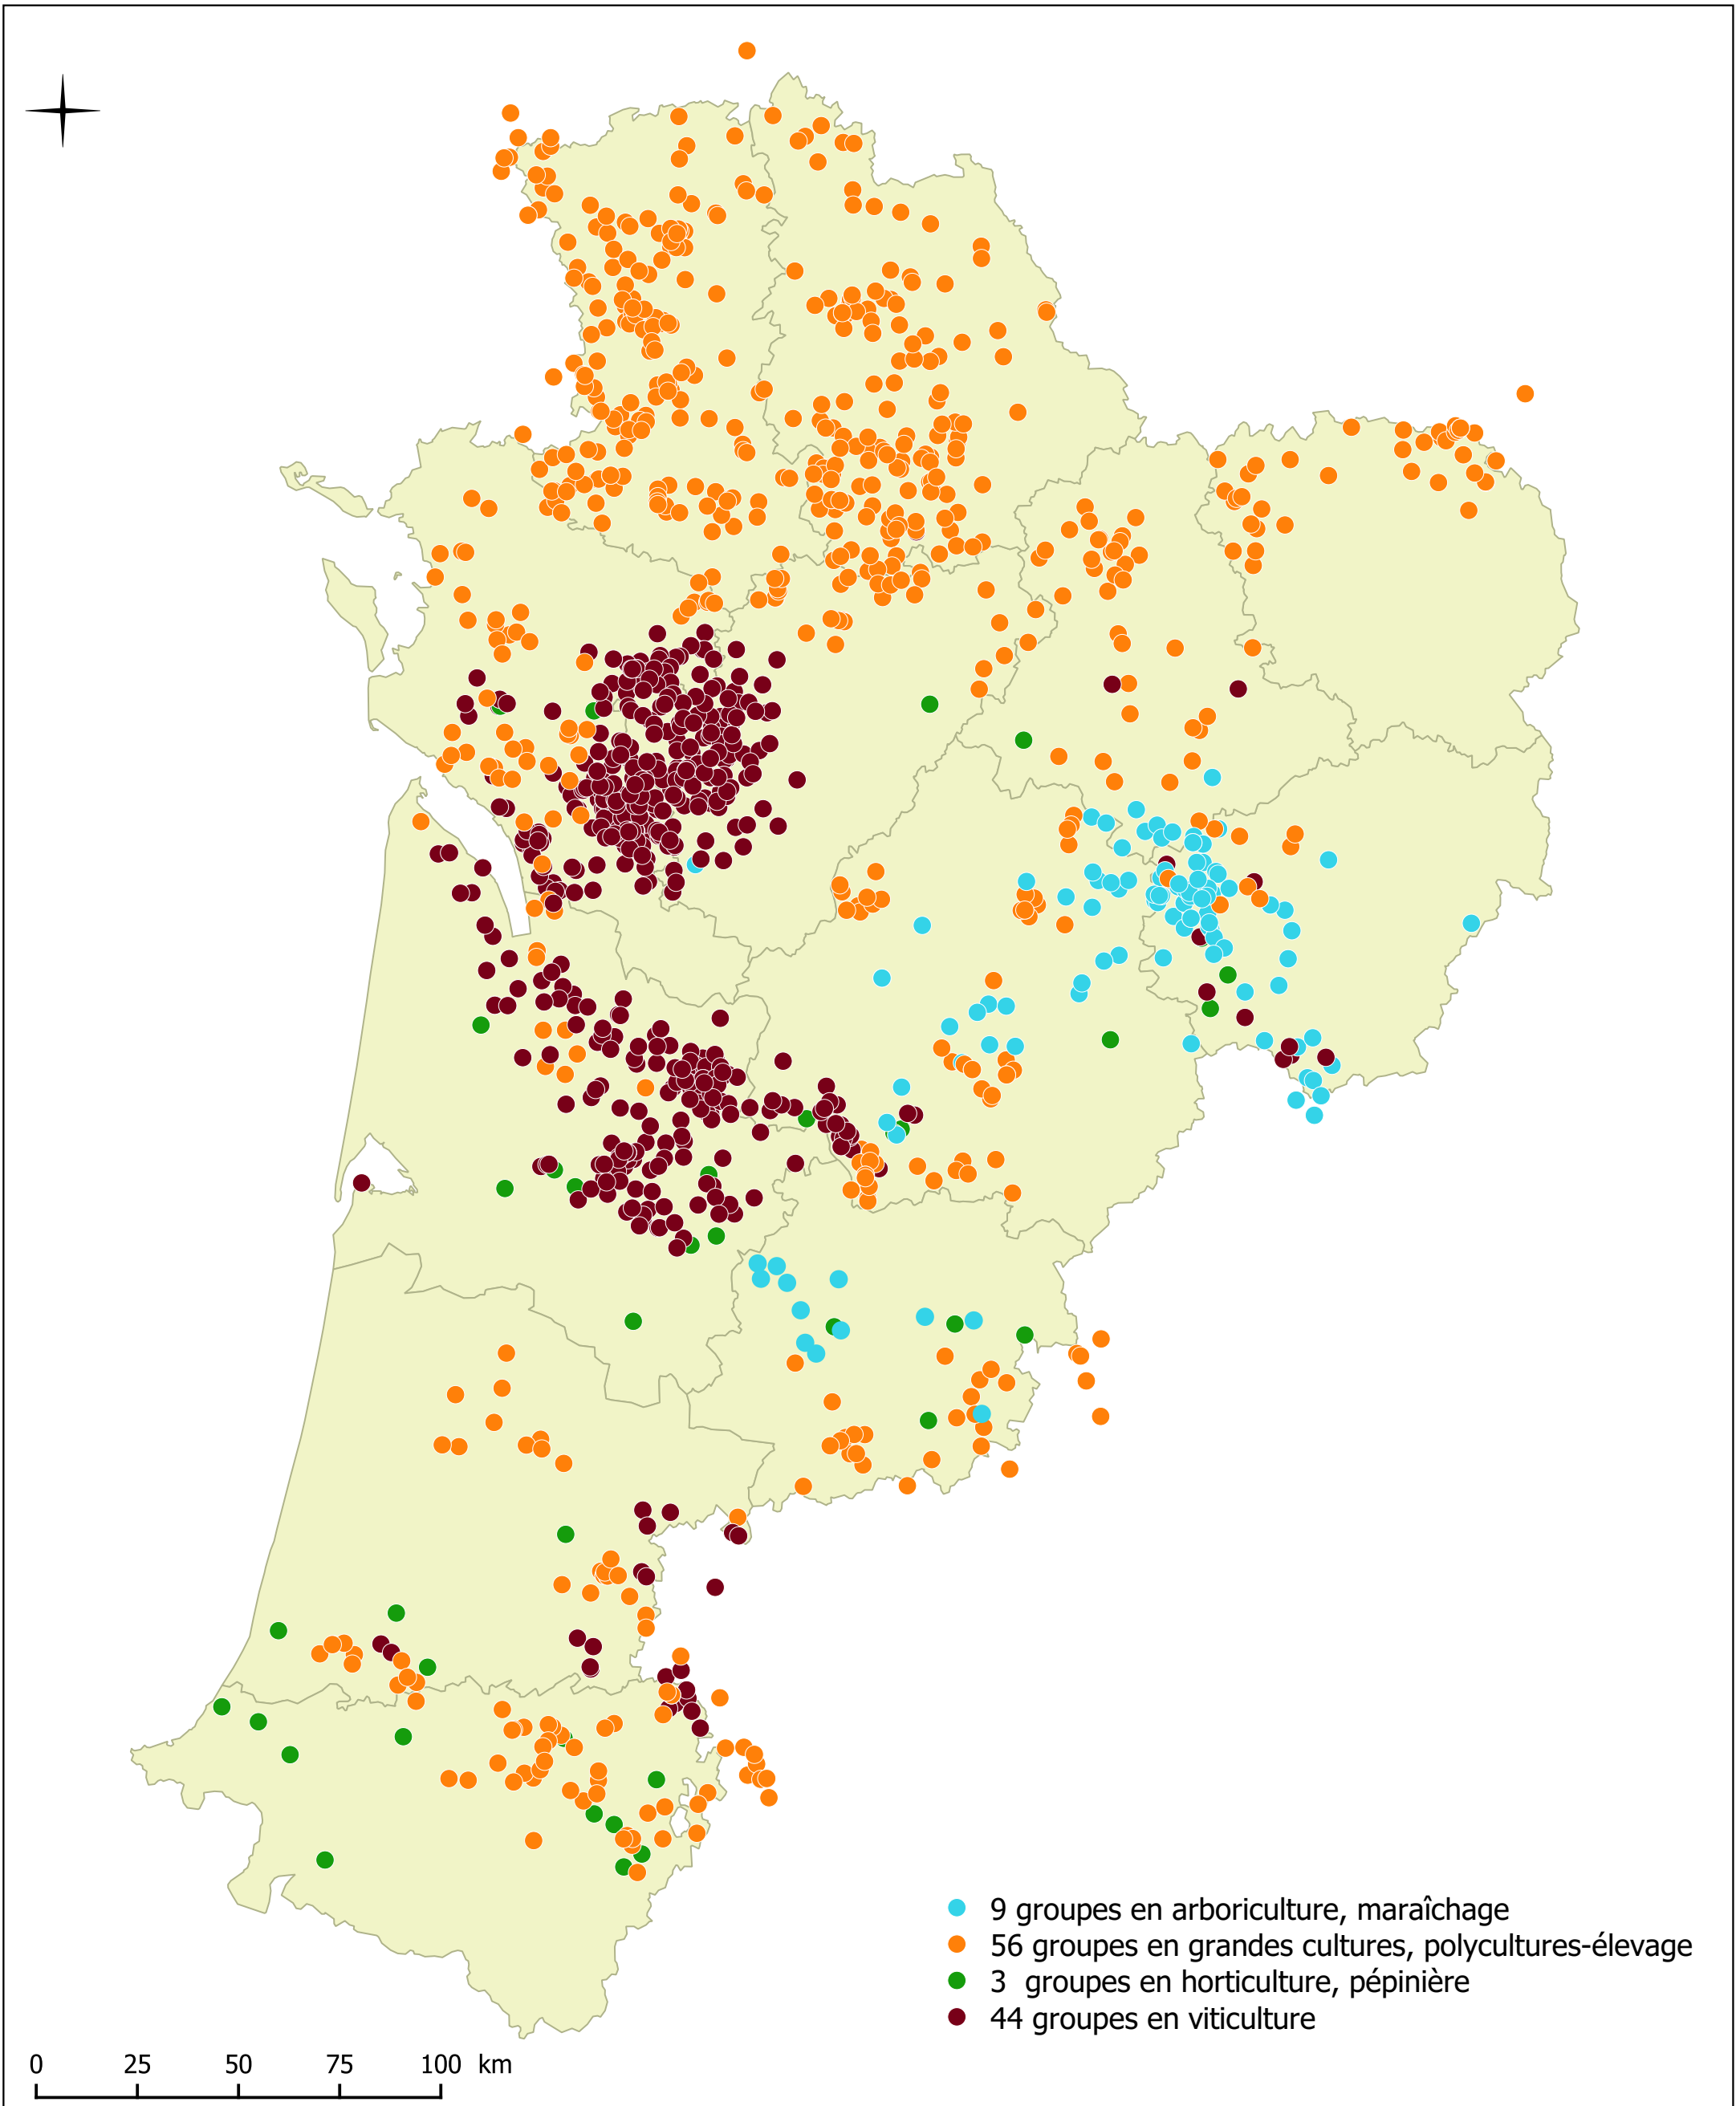 9 groupes en arboriculture, maraîchage
56 groupes en grandes cultures, polycultures-élevage
3 groupes en horticulture, pépinière
44 groupes en viticulture
0 25 50 75 100 km